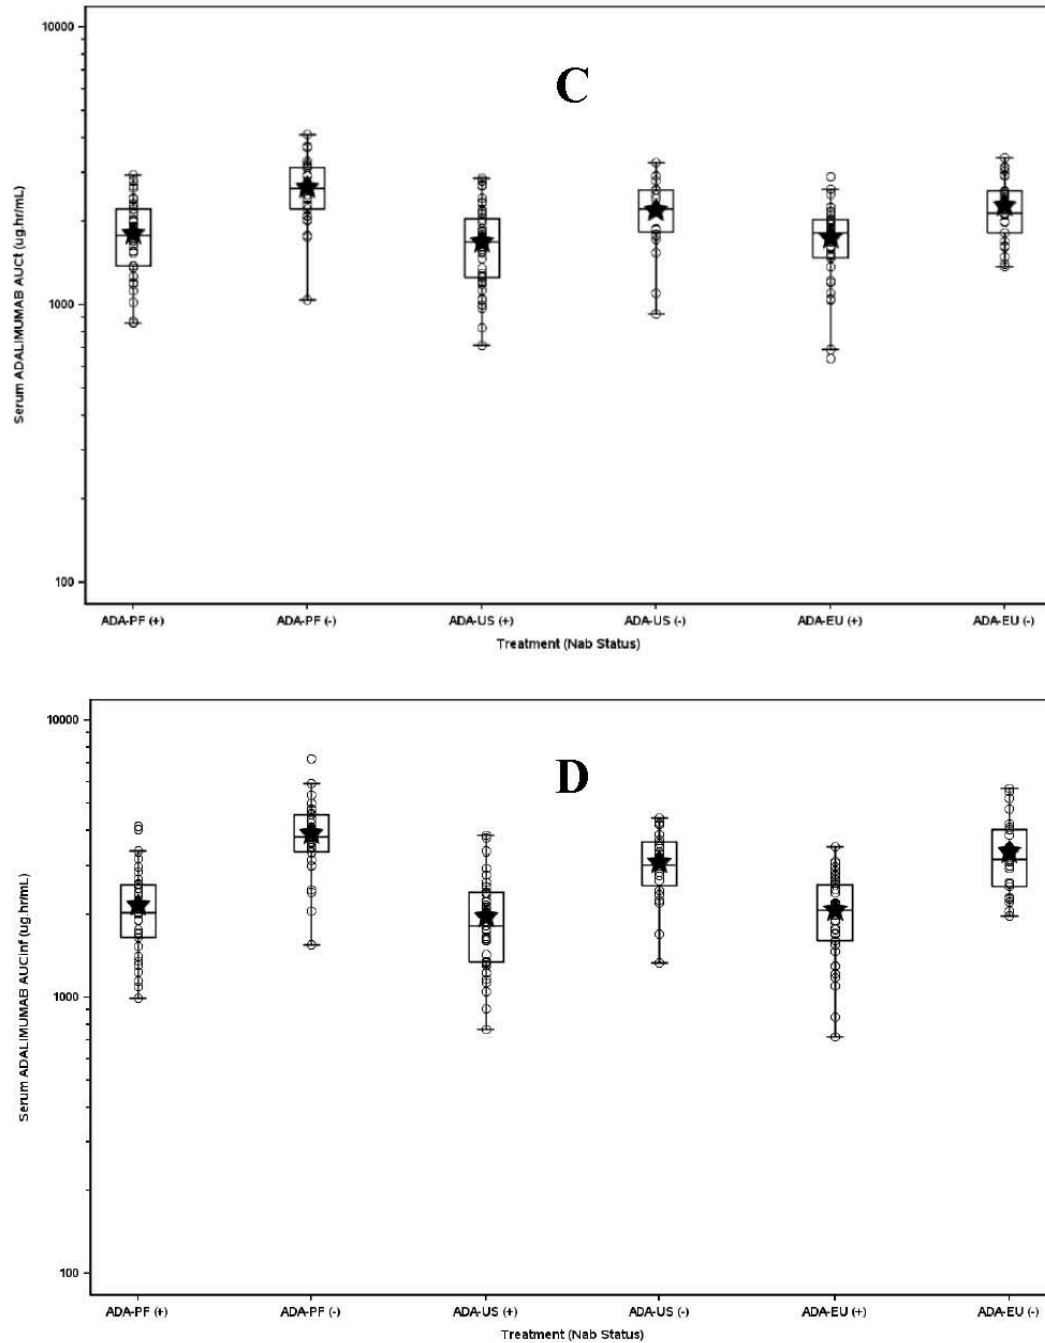 10000
C
Serum ADALIMUMAB AUCt (ug.hr/mL)
1000
100
ADA-PF (+) ADA-PF (-) ADA-US (+) ADA-US (-) ADA-EU (+) ADA-EU (-)
Treatment (Nab Status)
10000
D
Serum ADALIMUMAB AUCinf (ug.hr/mL)
1000
100
ADA-PF (+) ADA-PF (-) ADA-US (+) ADA-US (-) ADA-EU (+) ADA-EU (-)
Treatment (Nab Status)